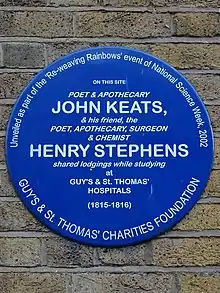 Unveiled as part of the 'Re-weaving Rainbows' event of National Science Week, 2002
ON THIS SITE
POET & APOTHECARY
JOHN KEATS,
& his friend, the
POET, APOTHECARY, SURGEON
& CHEMIST
HENRY STEPHENS
shared lodgings while studying
at
GUY'S & St. THOMAS'
HOSPITALS
(1815-1816)
GUY'S & St. THOMAS' CHARITIES FOUNDATION